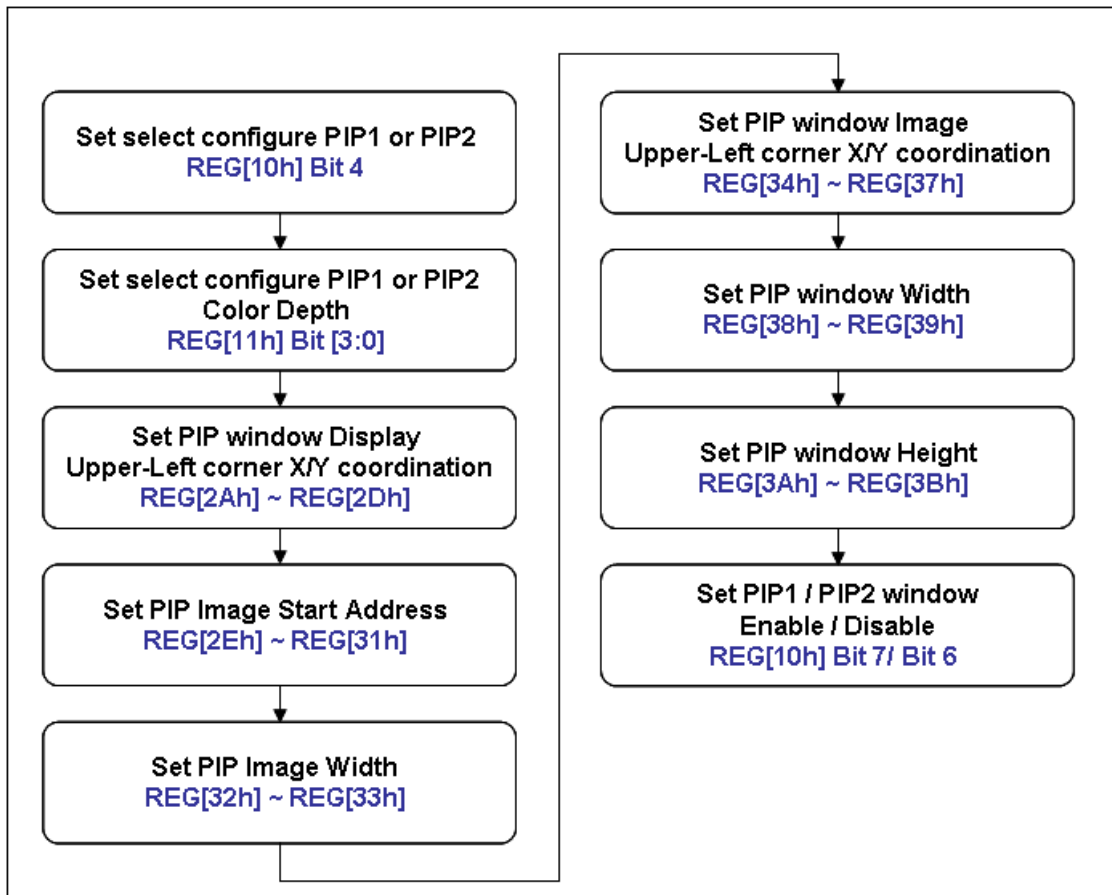 Set select configure PIP1 or PIP2
REG[10h] Bit 4
Set select configure PIP1 or PIP2
Color Depth
REG[11h] Bit [3:0]
Set PIP window Display
Upper-Left corner X/Y coordination
REG[2Ah] ~ REG[2Dh]
Set PIP Image Start Address
REG[2Eh] ~ REG[31h]
Set PIP Image Width
REG[32h] ~ REG[33h]
Set PIP window Image
Upper-Left corner X/Y coordination
REG[34h] ~ REG[37h]
Set PIP window Width
REG[38h] ~ REG[39h]
Set PIP window Height
REG[3Ah] ~ REG[3Bh]
Set PIP1 / PIP2 window
Enable / Disable
REG[10h] Bit 7/ Bit 6